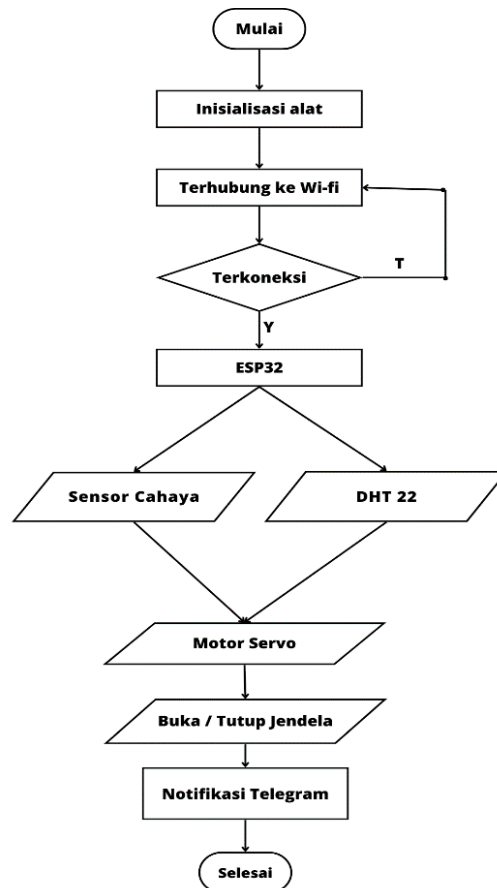 Mulai
Inisialisasi alat
Terhubung ke Wi-fi
Terkoneksi
T
Y
ESP32
Sensor Cahaya
DHT 22
Motor Servo
Buka / Tutup Jendela
Notifikasi Telegram
Selesai